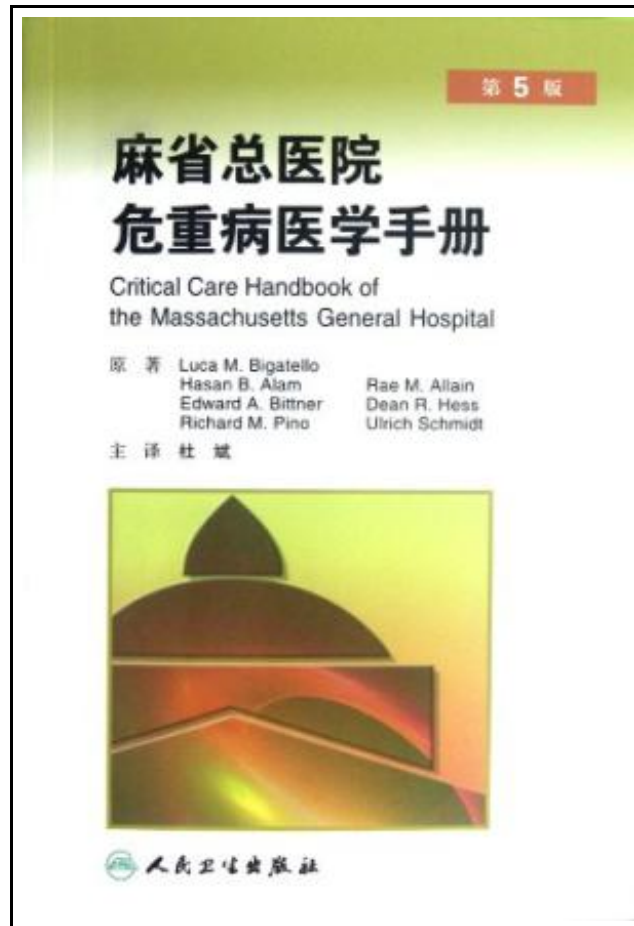 第 5 版
麻省总医院
危重病医学手册
Critical Care Handbook of
the Massachusetts General Hospital
原 著 Luca M. Bigatello
Hasan B. Alam Rae M. Allain
Edward A. Bittner Dean R. Hess
Richard M. Pino Ulrich Schmidt
主 译 杜 斌
人民卫生出版社